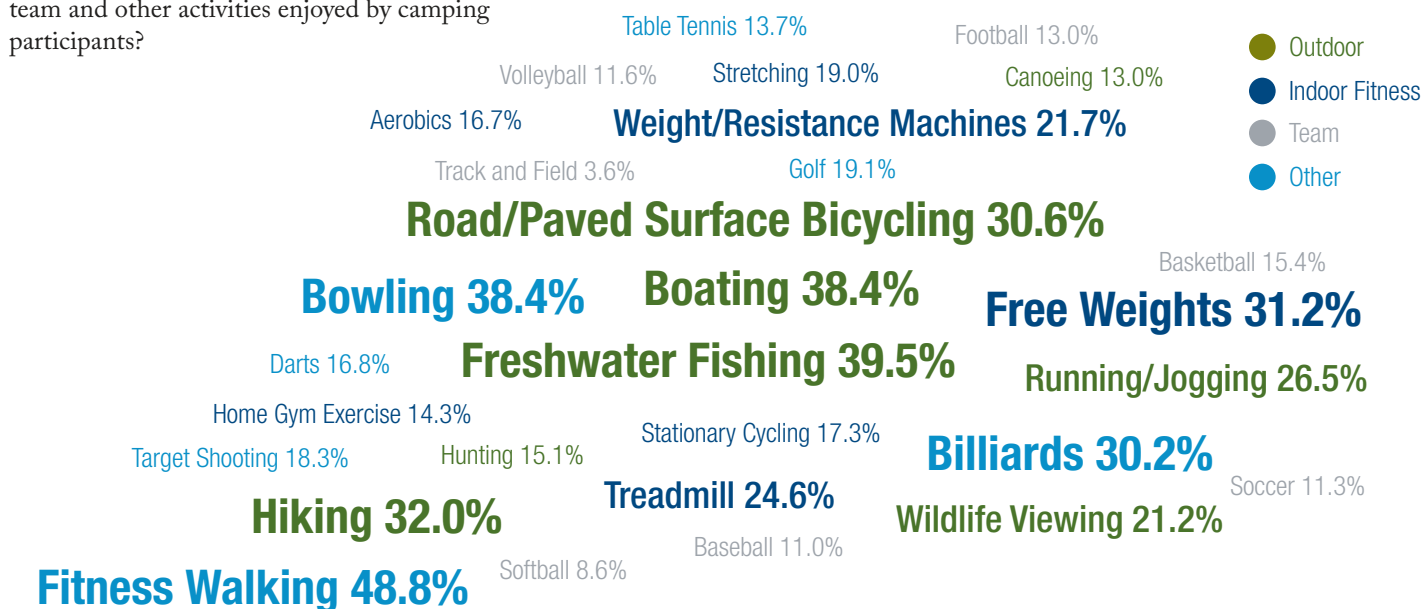 team and other activities enjoyed by camping
participants?
Table Tennis 13.7%
Football 13.0%
Outdoor
Volleyball 11.6%
Stretching 19.0%
Canoeing 13.0%
Indoor Fitness
Aerobics 16.7%
Weight/Resistance Machines 21.7%
Team
Track and Field 3.6%
Golf 19.1%
Other
Road/Paved Surface Bicycling 30.6%
Basketball 15.4%
Bowling 38.4%
Boating 38.4%
Free Weights 31.2%
Darts 16.8%
Freshwater Fishing 39.5%
Running/Jogging 26.5%
Home Gym Exercise 14.3%
Stationary Cycling 17.3%
Target Shooting 18.3%
Hunting 15.1%
Billiards 30.2%
Treadmill 24.6%
Soccer 11.3%
Hiking 32.0%
Wildlife Viewing 21.2%
Baseball 11.0%
Softball 8.6%
Fitness Walking 48.8%